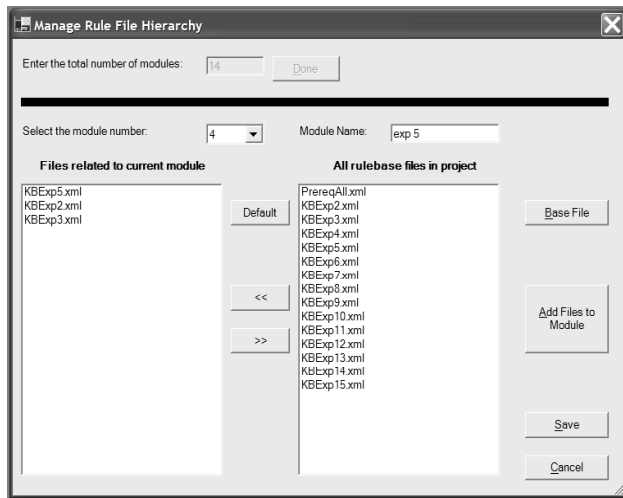 Manage Rule File Hierarchy
Enter the total number of modules: 14 Done
Select the module number: 4 Module Name: exp 5
Files related to current module
KBExp5.xml
KBExp2.xml
KBExp3.xml
Default
<<
>>
All rulebase files in project
PrereqAll.xml
KBExp2.xml
KBExp3.xml
KBExp4.xml
KBExp5.xml
KBExp6.xml
KBExp7.xml
KBExp8.xml
KBExp9.xml
KBExp10.xml
KBExp11.xml
KBExp12.xml
KBExp13.xml
KBExp14.xml
KBExp15.xml
Base File
Add Files to
Module
Save
Cancel